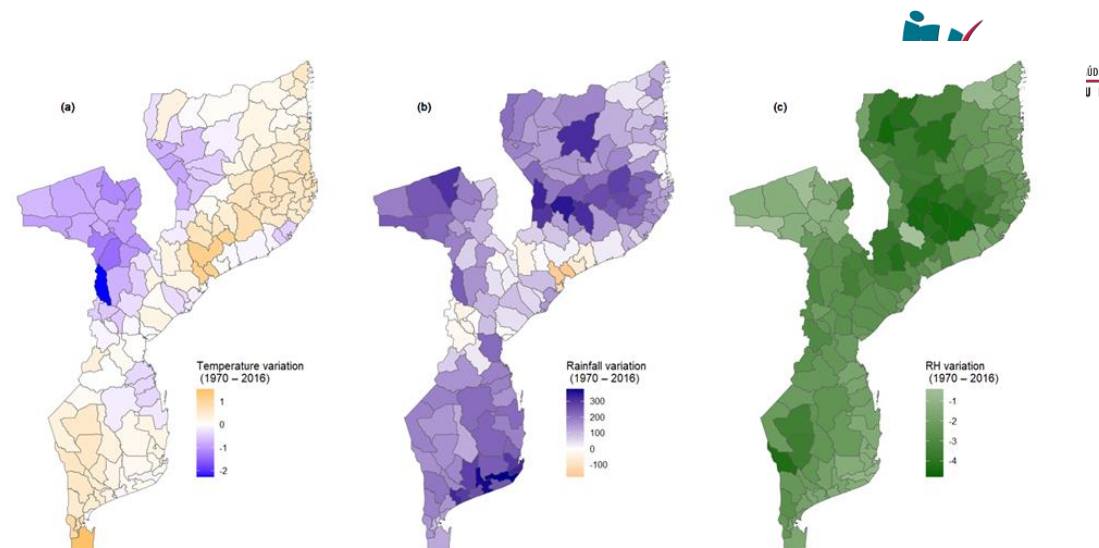 (a)
(b)
(c)
Temperature variation
(1970 – 2016)
1
0
-1
-2
Rainfall variation
(1970 – 2016)
300
200
100
0
-100
RH variation
(1970 – 2016)
-1
-2
-3
-4